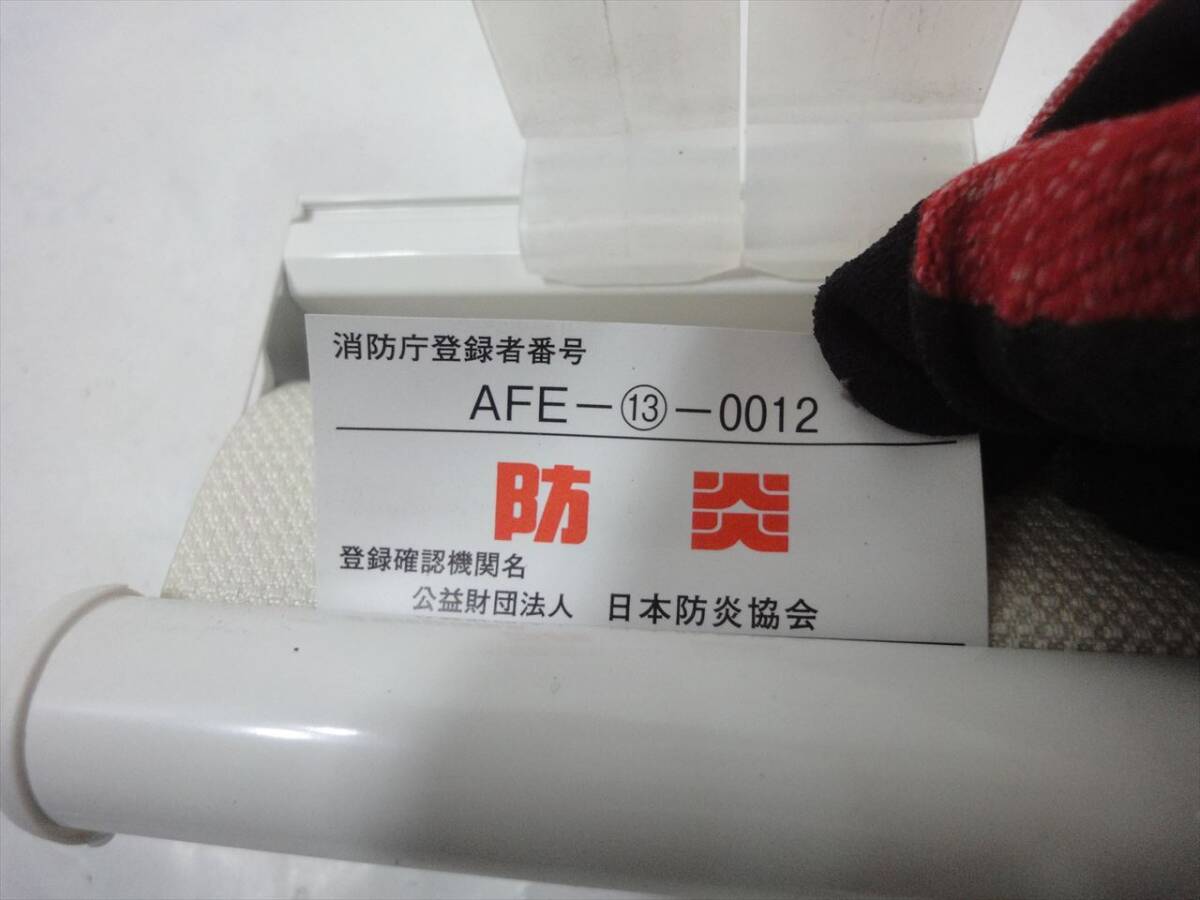 消防庁登録者番号
AFE－⑬－0012
防炎
登録確認機関名
公益財団法人　日本防炎協会